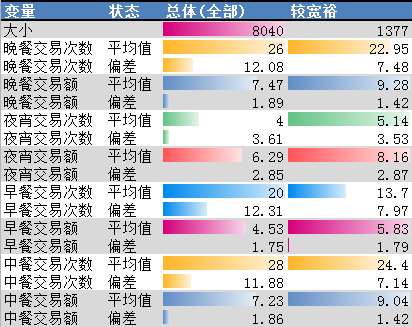 变量 状态 总体(全部) 较宽裕
大小 8040 1377
晚餐交易次数 平均值 26 22.95
晚餐交易次数 偏差 12.08 7.48
晚餐交易额 平均值 7.47 9.28
晚餐交易额 偏差 1.89 1.42
夜宵交易次数 平均值 4 5.14
夜宵交易次数 偏差 3.61 3.53
夜宵交易额 平均值 6.29 8.16
夜宵交易额 偏差 2.85 2.87
早餐交易次数 平均值 20 13.7
早餐交易次数 偏差 12.31 7.97
早餐交易额 平均值 4.53 5.83
早餐交易额 偏差 1.75 1.79
中餐交易次数 平均值 28 24.4
中餐交易次数 偏差 11.88 7.14
中餐交易额 平均值 7.23 9.04
中餐交易额 偏差 1.86 1.42